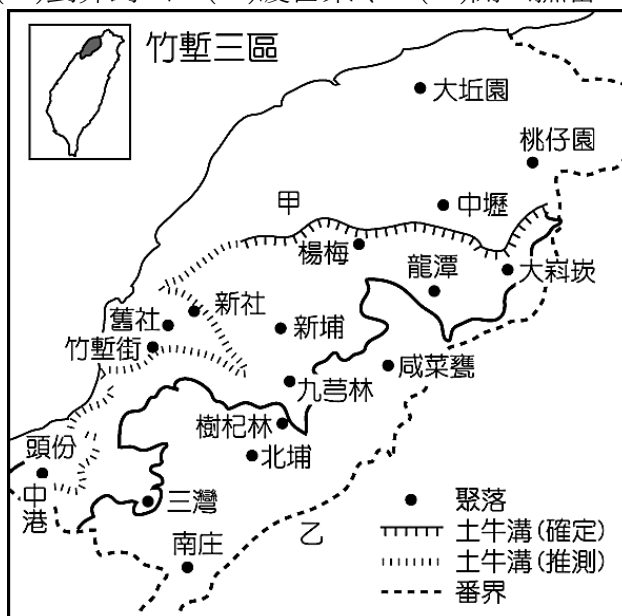 竹塹三區
大坵園
桃仔園
甲
中壢
楊梅
龍潭
大嵙崁
新社
舊社
新埔
竹塹街
咸菜甕
九芎林
樹杞林
頭份
北埔
中港
三灣
乙
南庄
聚落
土牛溝(確定)
土牛溝(推測)
番界